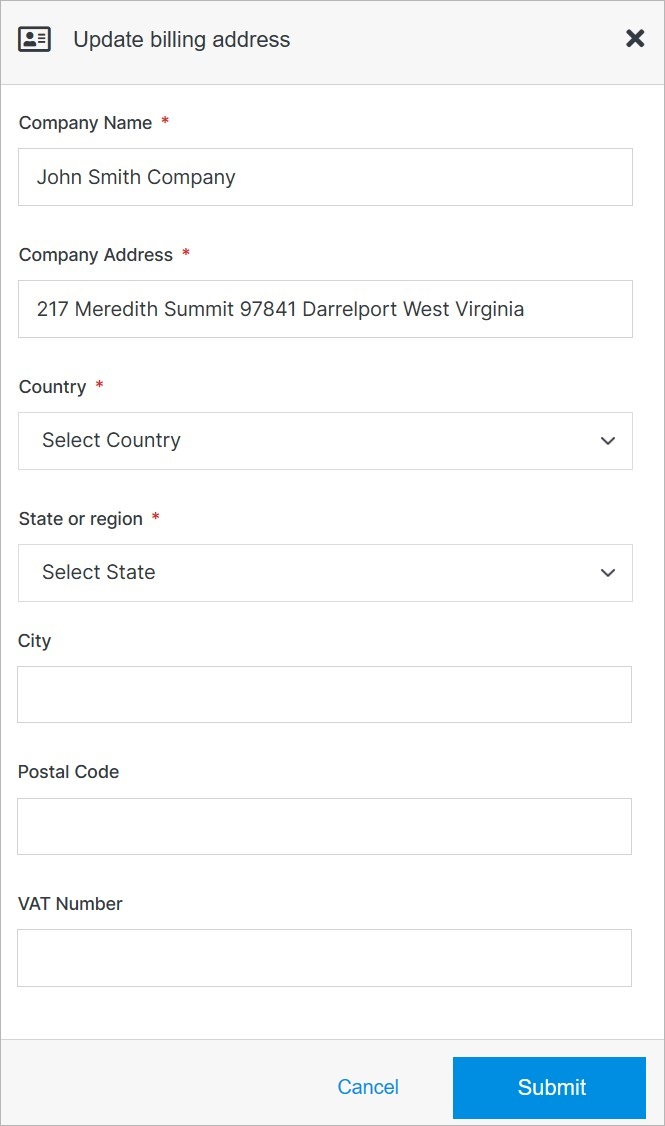 Update billing address
Company Name *
John Smith Company
Company Address *
217 Meredith Summit 97841 Darrelport West Virginia
Country *
Select Country
State or region *
Select State
City
Postal Code
VAT Number
Cancel
Submit